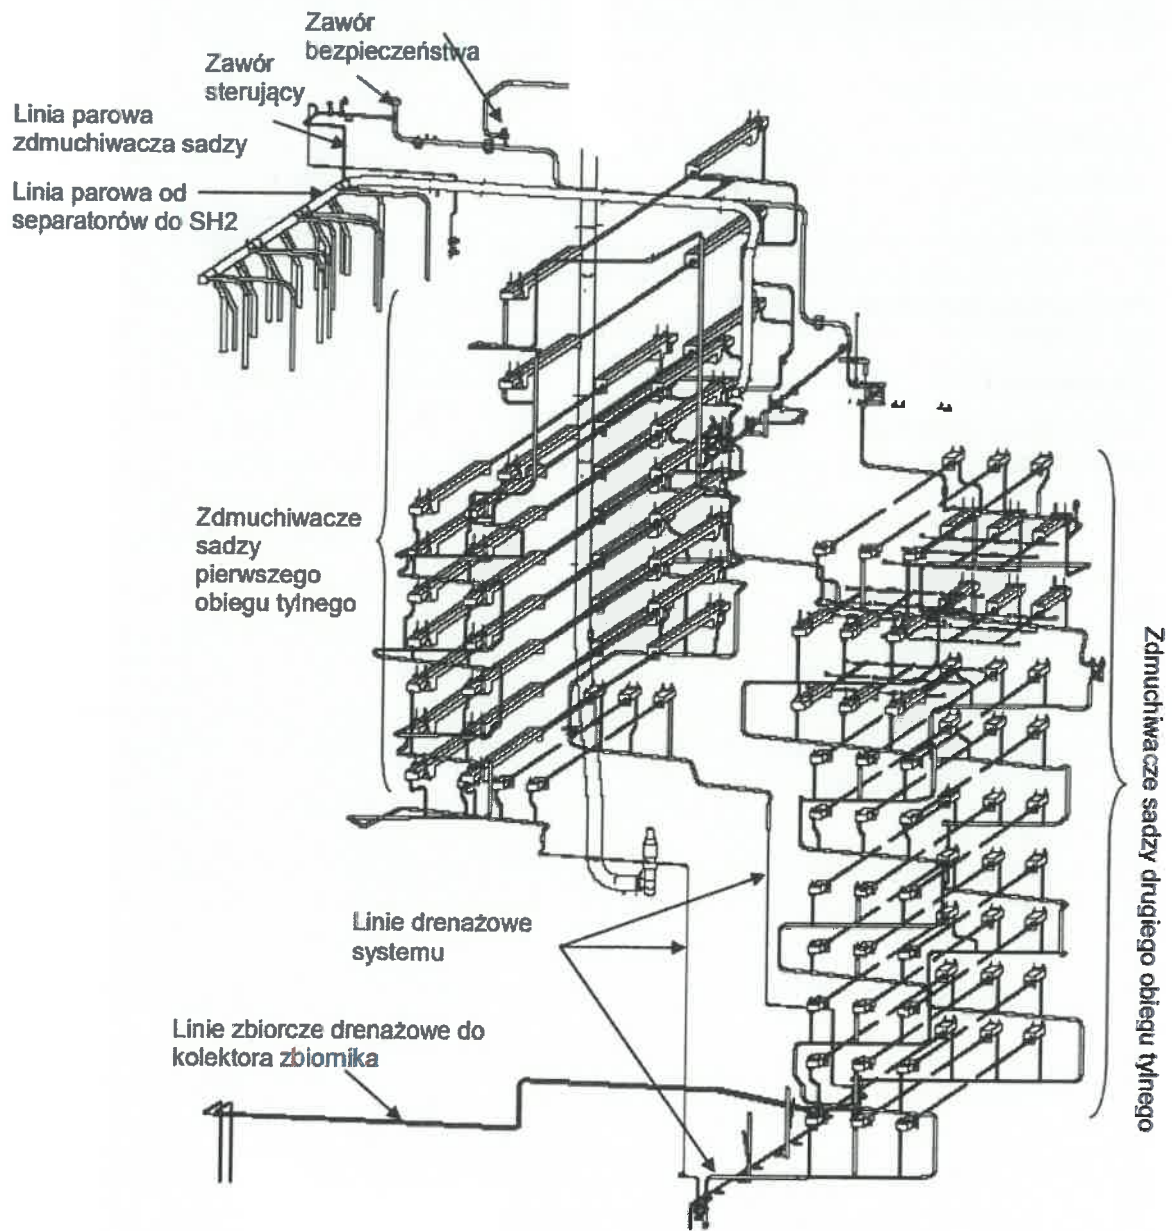 Zawór
bezpieczeństwa
Zawór
sterujący
Linia parowa
zdmuchiwacza sadzy
Linia parowa od
separatorów do SH2
Zdmuchiwacze
sadzy
pierwszego
obiegu tylnego
Zdmuchiwacze sadzy drugiego obiegu tylnego
Linie drenażowe
systemu
Linie zbiorcze drenażowe do
kolektora zbiornika